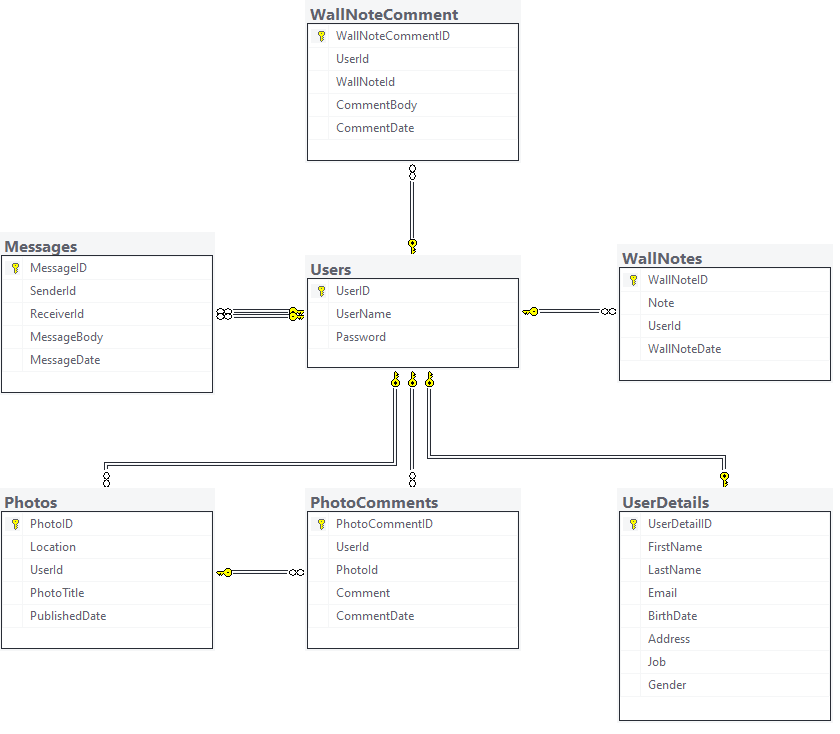 WallNoteComment
WallNoteCommentID
UserId
WallNoteId
CommentBody
CommentDate
Messages
MessageID
SenderId
ReceiverId
MessageBody
MessageDate
Users
UserID
UserName
Password
WallNotes
WallNoteID
Note
UserId
WallNoteDate
Photos
PhotoID
Location
UserId
PhotoTitle
PublishedDate
PhotoComments
PhotoCommentID
UserId
PhotoId
Comment
CommentDate
UserDetails
UserDetailID
FirstName
LastName
Email
BirthDate
Address
Job
Gender